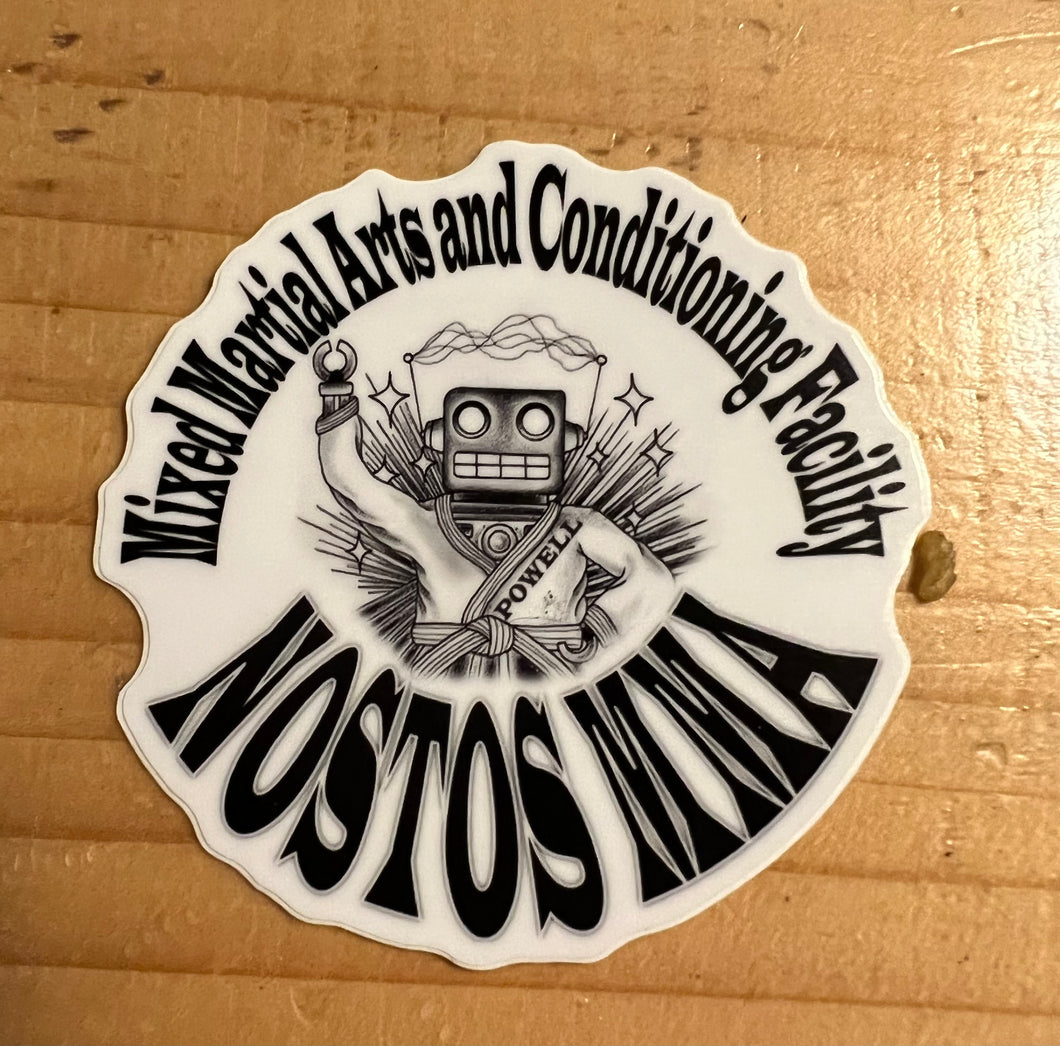 Mixed Martial Arts and Conditioning Facility
POWELL
NOSTOS MMA